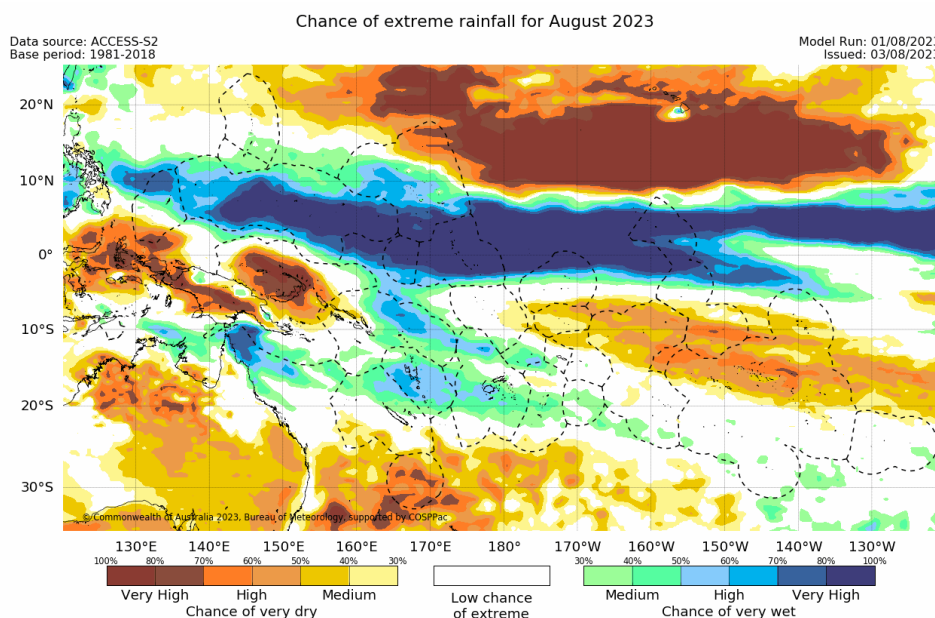 Chance of extreme rainfall for August 2023
Data source: ACCESS-S2
Base period: 1981-2018
Model Run: 01/08/2023
Issued: 03/08/2023
20°N
10°N
0°
10°S
20°S
30°S
© Commonwealth of Australia 2023, Bureau of Meteorology, supported by COSPPac
130°E 140°E 150°E 160°E 170°E 180° 170°W 160°W 150°W 140°W 130°W
100% 80% 70% 60% 50% 40% 30%
30% 40% 50% 60% 70% 80% 100%
Very High High Medium
Chance of very dry
Low chance
of extreme
Medium High Very High
Chance of very wet